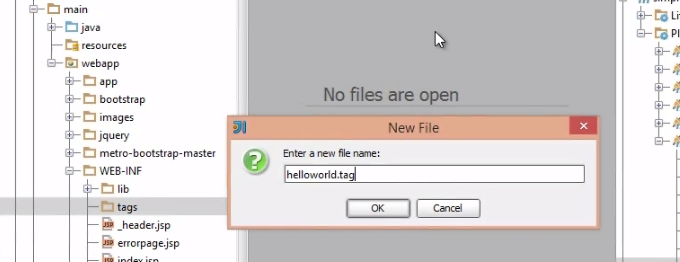 main
java
resources
webapp
app
bootstrap
images
jquery
metro-bootstrap-master
WEB-INF
lib
tags
_header.jsp
errorpage.jsp
index.jsp
No files are open
New File
Enter a new file name:
helloworld.tag
OK
Cancel